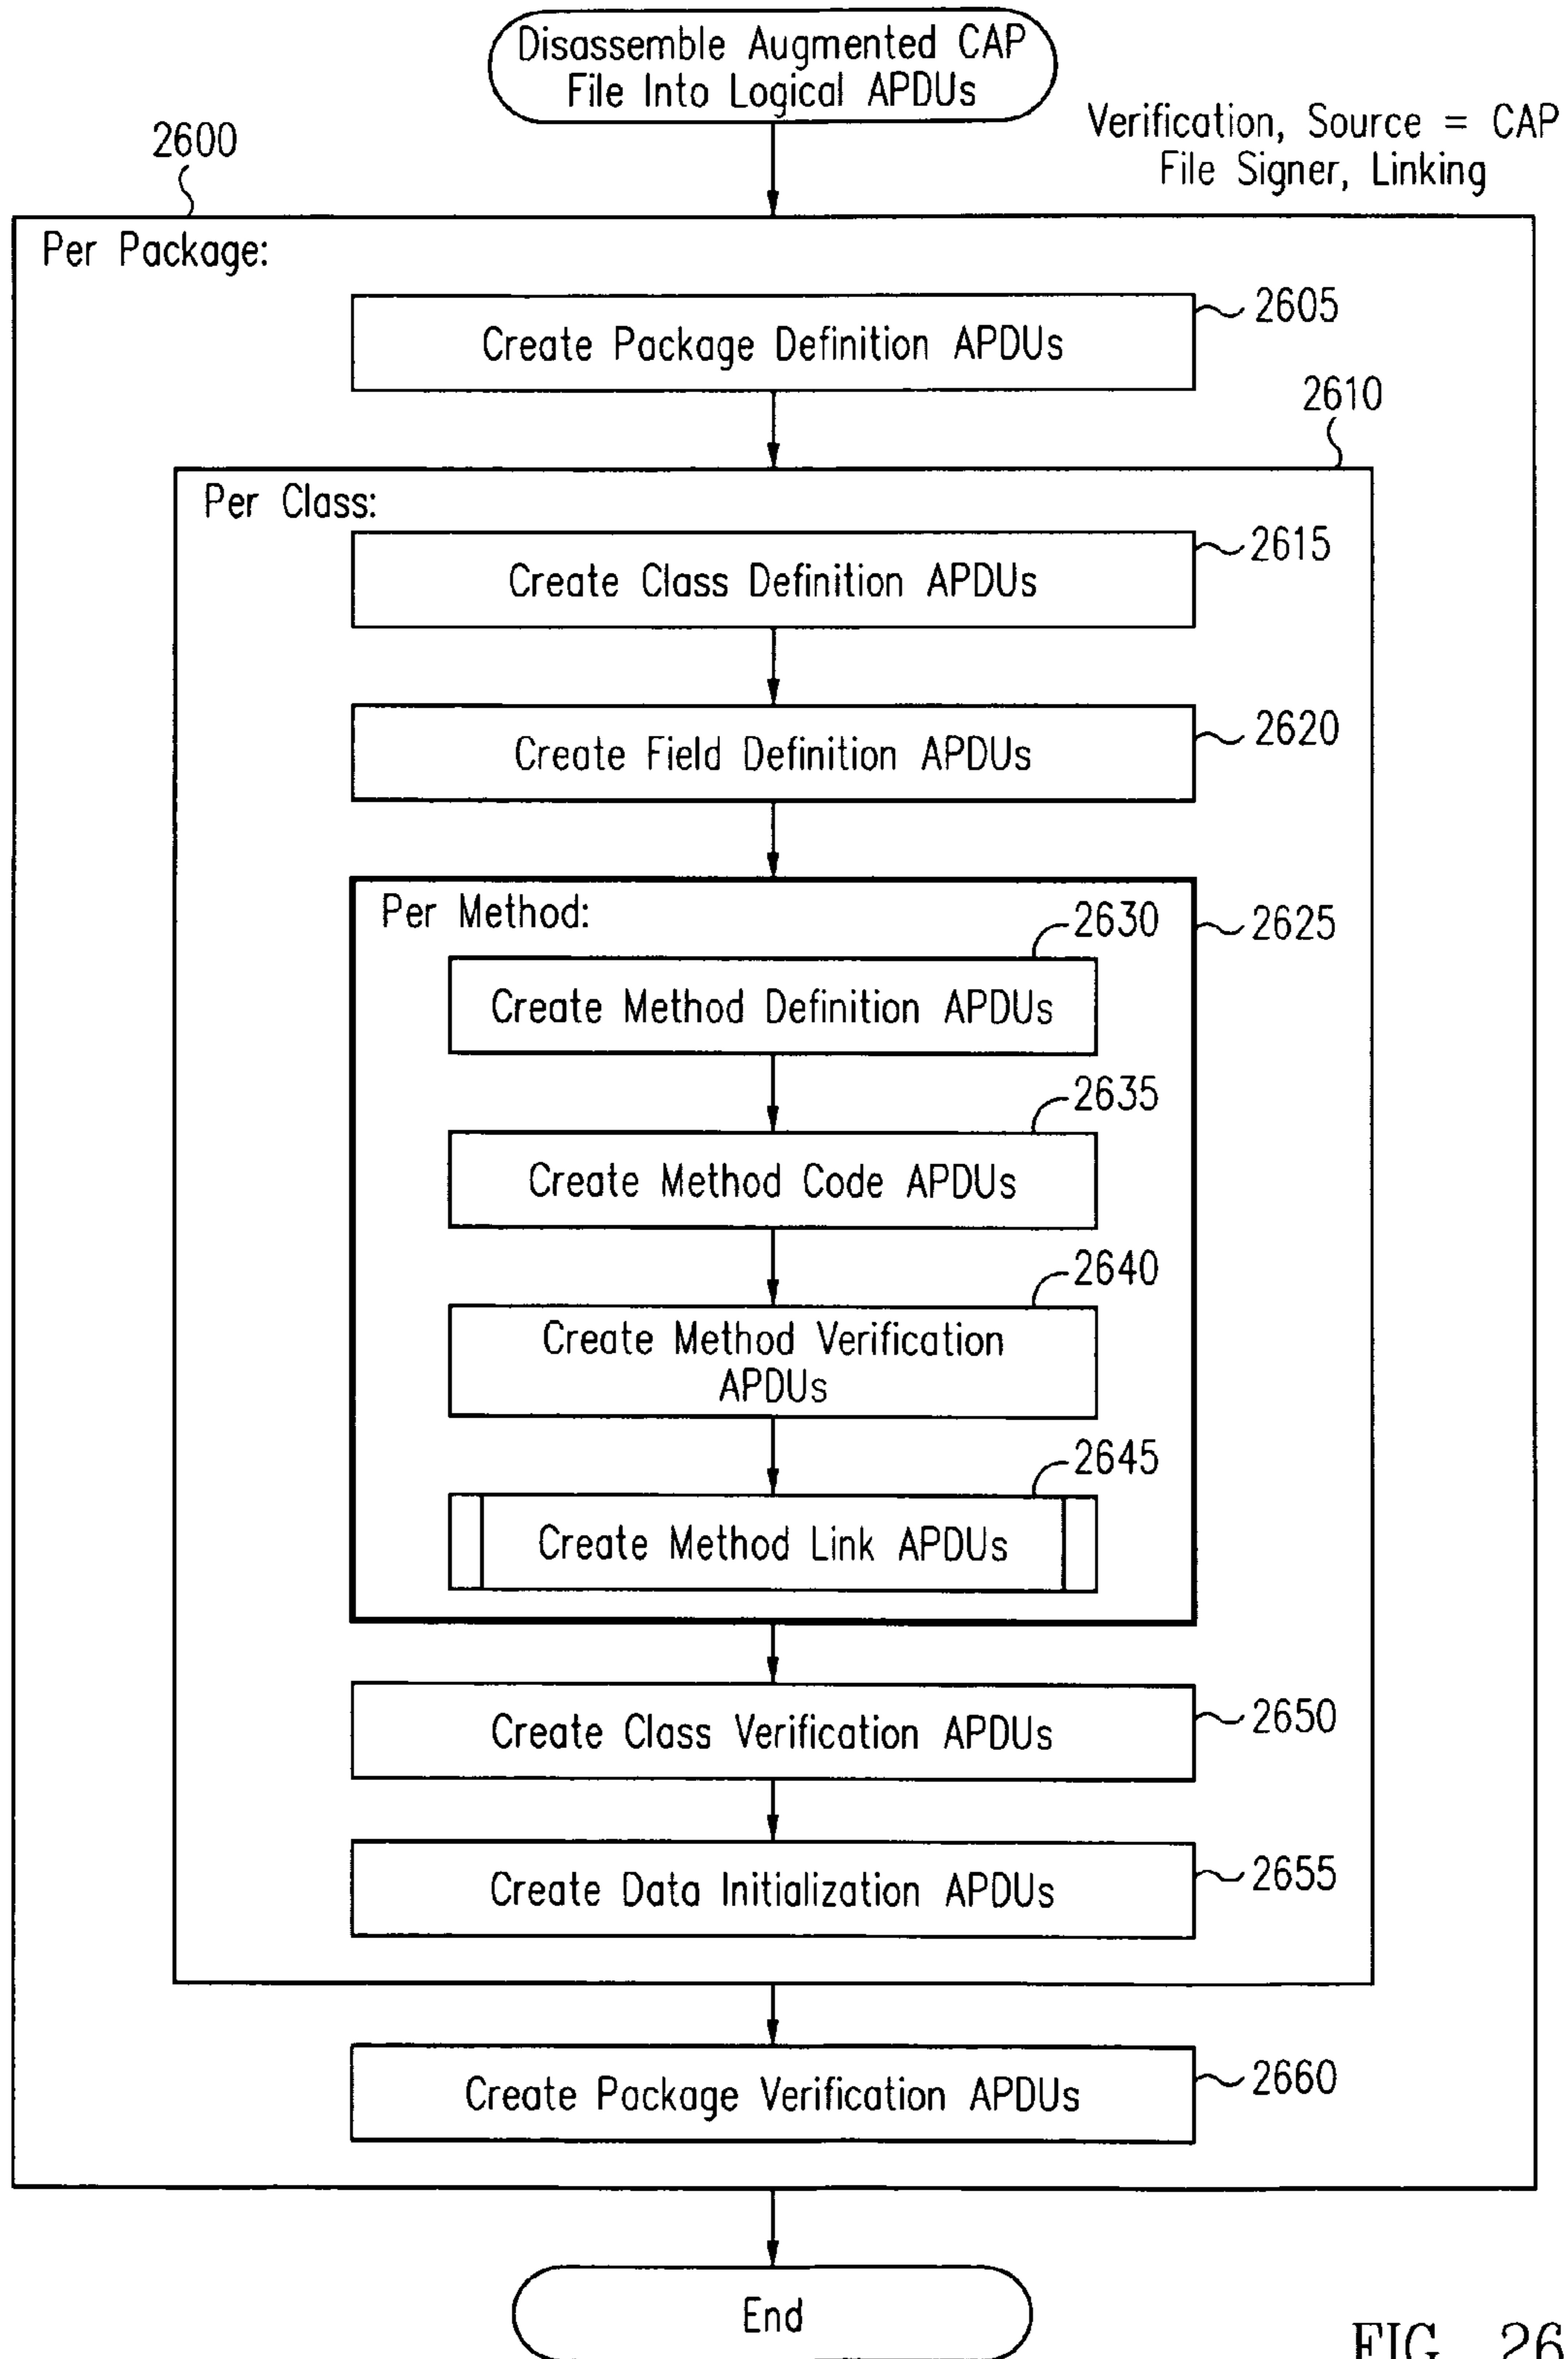 Disassemble Augmented CAP
File Into Logical APDUs
Verification, Source = CAP
File Signer, Linking
2600
Per Package:
2605
Create Package Definition APDUs
2610
Per Class:
2615
Create Class Definition APDUs
2620
Create Field Definition APDUs
Per Method:
2625
2630
Create Method Definition APDUs
2635
Create Method Code APDUs
2640
Create Method Verification
APDUs
2645
Create Method Link APDUs
2650
Create Class Verification APDUs
2655
Create Data Initialization APDUs
2660
Create Package Verification APDUs
End
FIG. 26